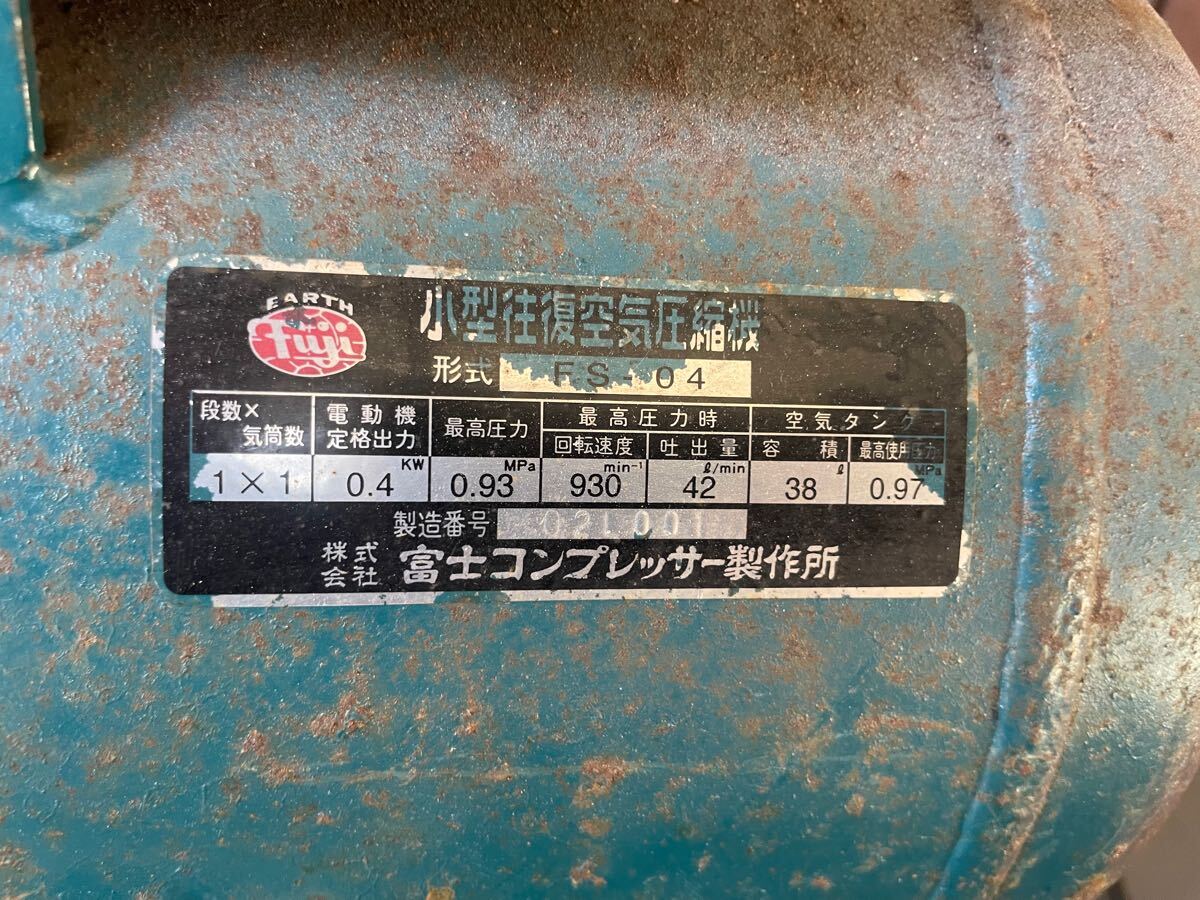 EARTH
Fuji
小型往復空気圧縮機
形式 FS-04
段数×気筒数
電動機定格出力
最高圧力
最高圧力時
回転速度
吐出量
空気タンク
容積
最高使用圧力
1×1
KW
0.4
MPa
0.93
min⁻¹
930
ℓ/min
42
ℓ
38
MPa
0.97
製造番号 02L001
株式会社 富士コンプレッサー製作所